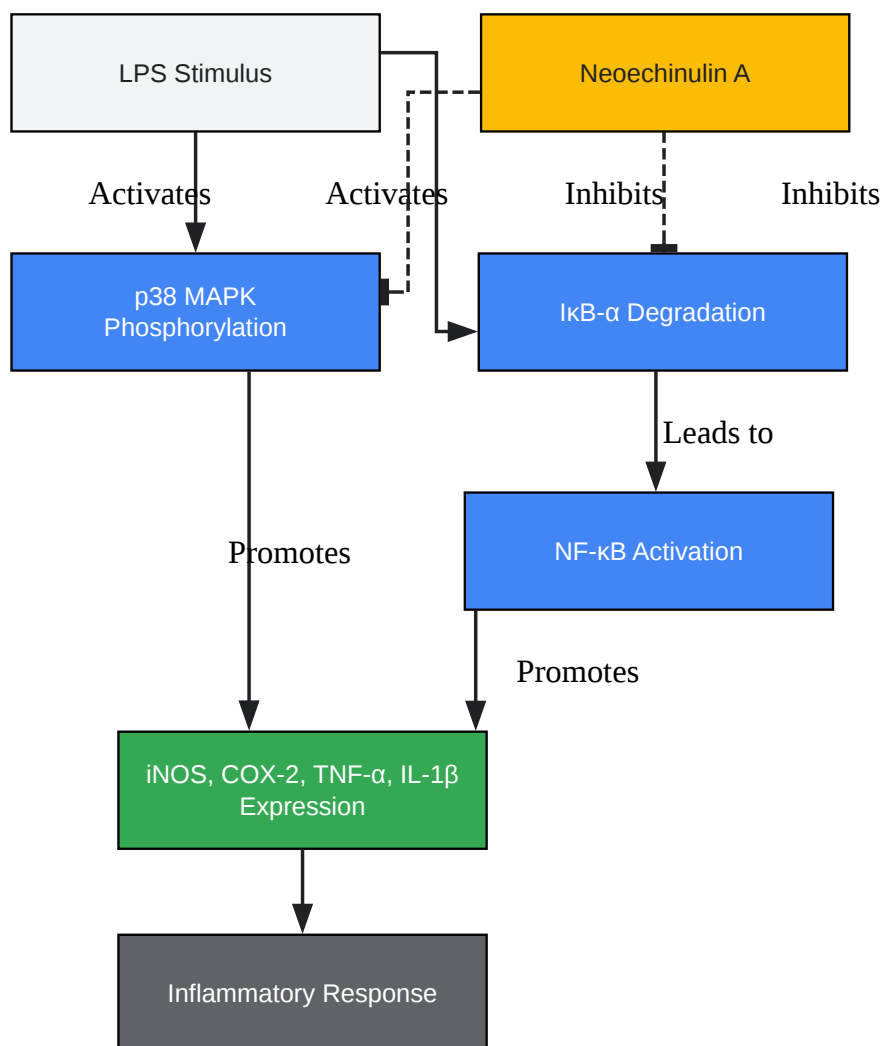 LPS Stimulus
Neoechinulin A
Activates
Activates
Inhibits
Inhibits
p38 MAPK
Phosphorylation
IκB-α Degradation
Leads to
NF-κB Activation
Promotes
Promotes
iNOS, COX-2, TNF-α, IL-1β
Expression
Inflammatory Response